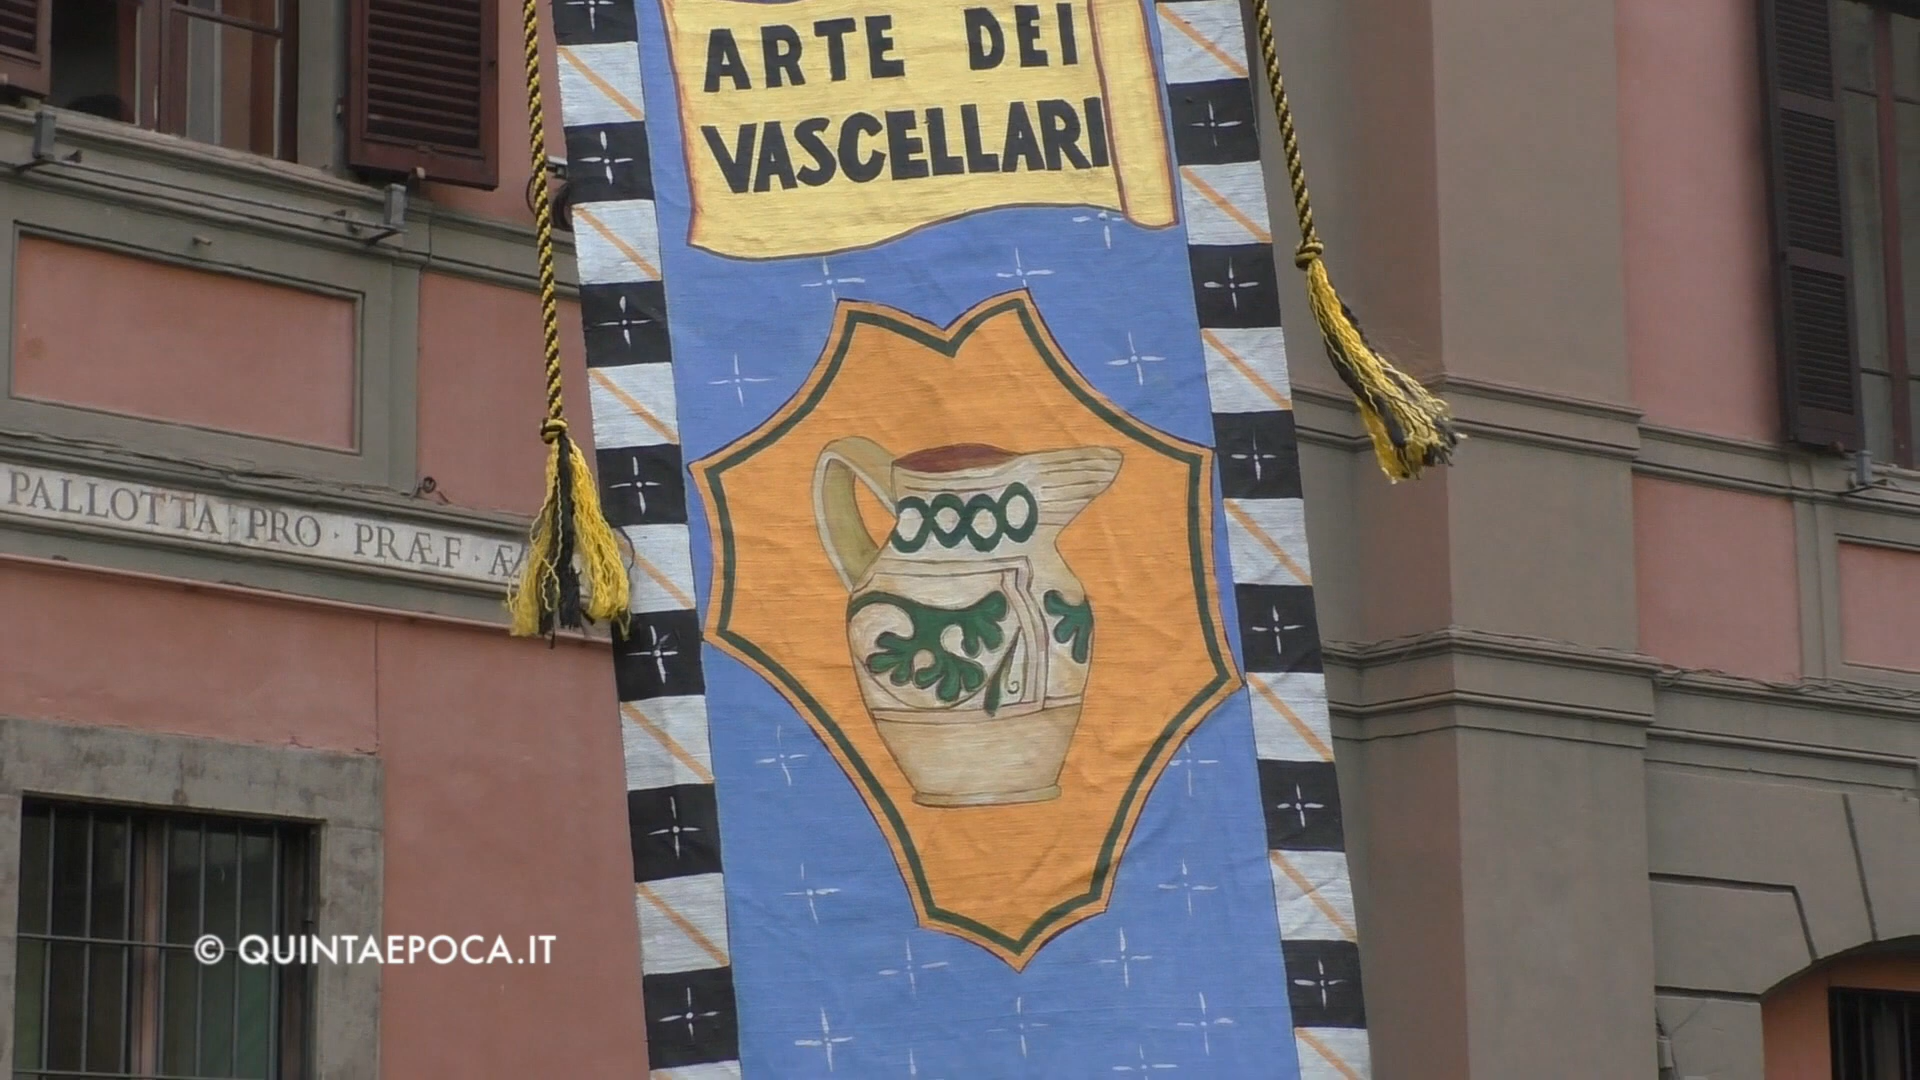 ARTE DEI
VASCELLARI
PALLOTTA PRO · PRÆF · 
© QUINTAEPOCA.IT